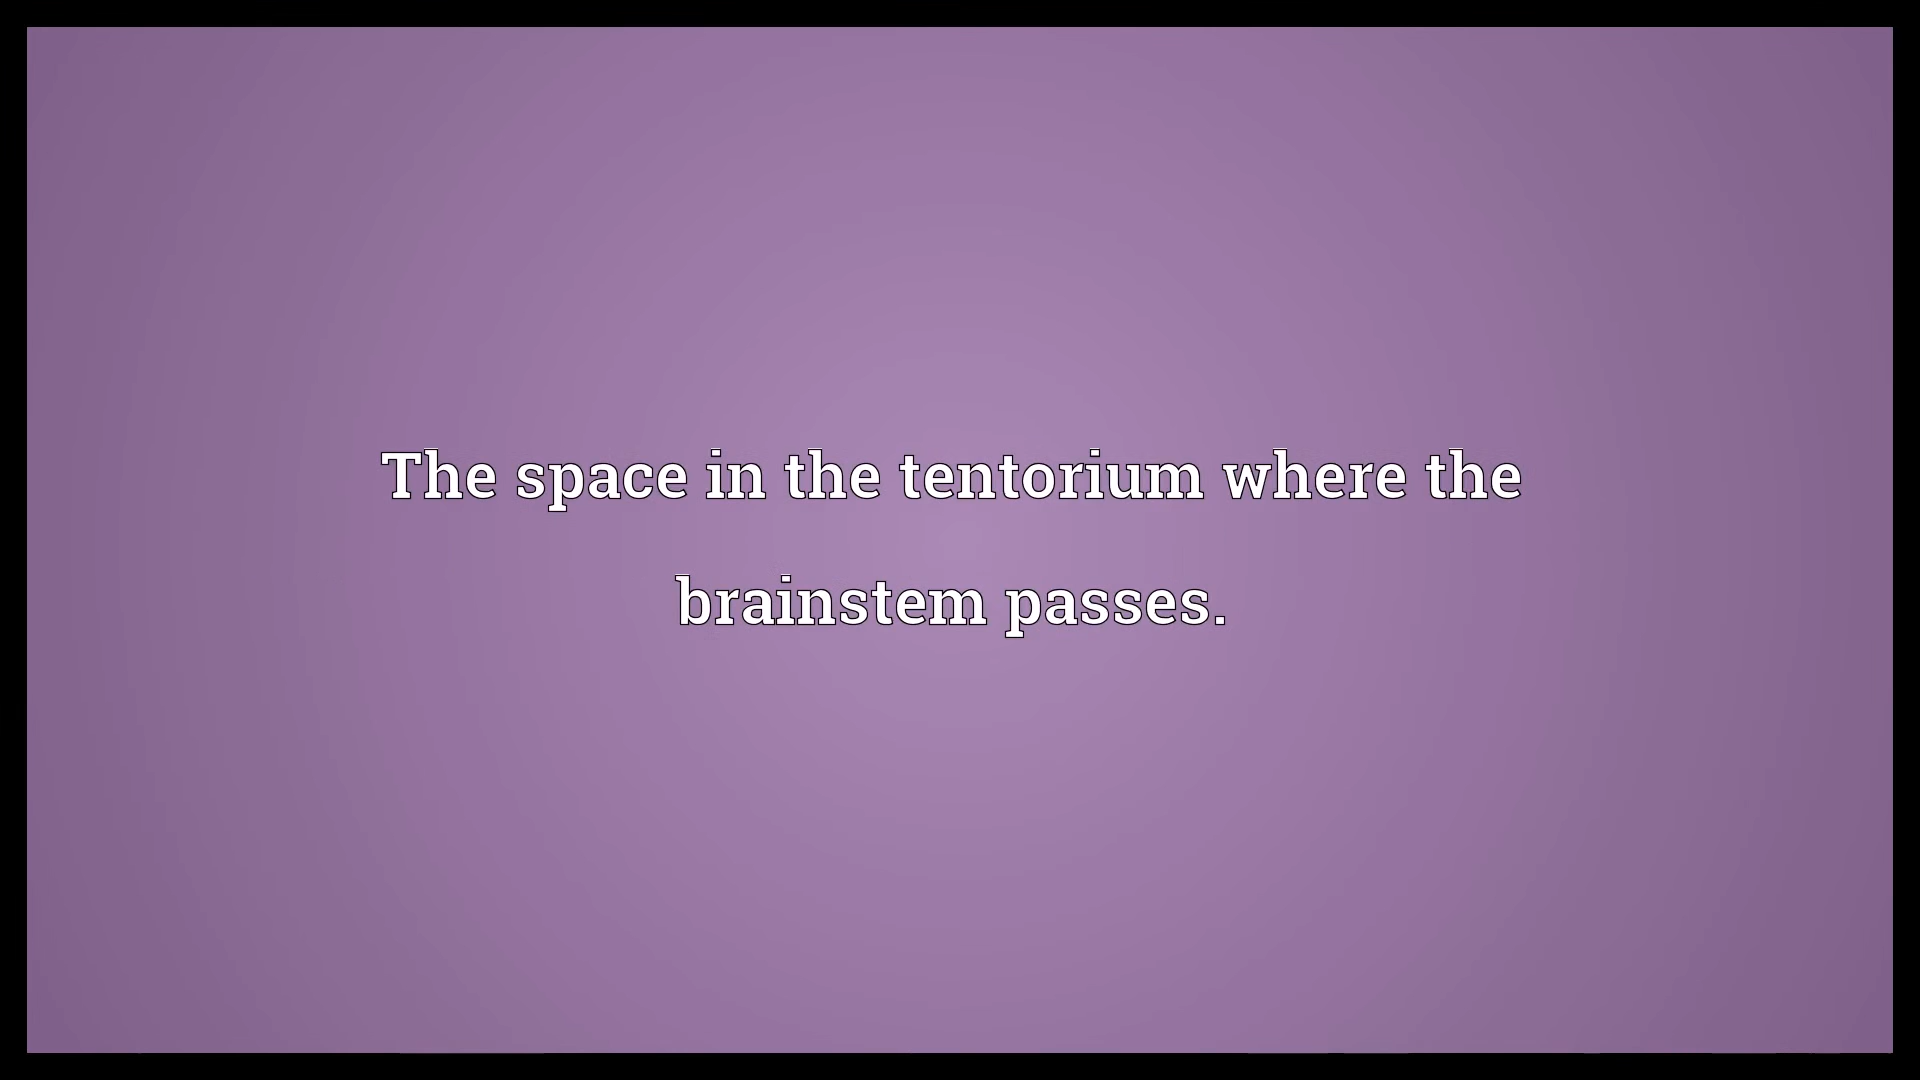 The space in the tentorium where the
brainstem passes.